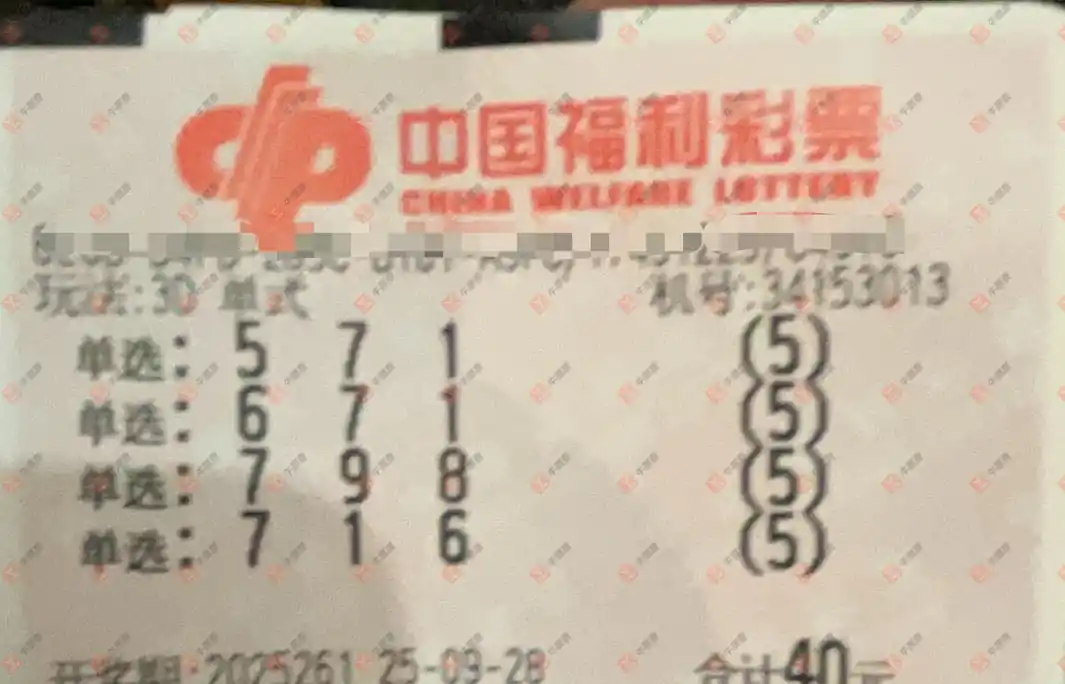 中国福利彩票
CHINA WELFARE LOTTERY
玩法:3D 单式 机号:34153013
单选: 5 7 1 (5)
单选: 6 7 1 (5)
单选: 7 9 8 (5)
单选: 7 1 6 (5)
开奖期:2025261 25-09-28 合计40元